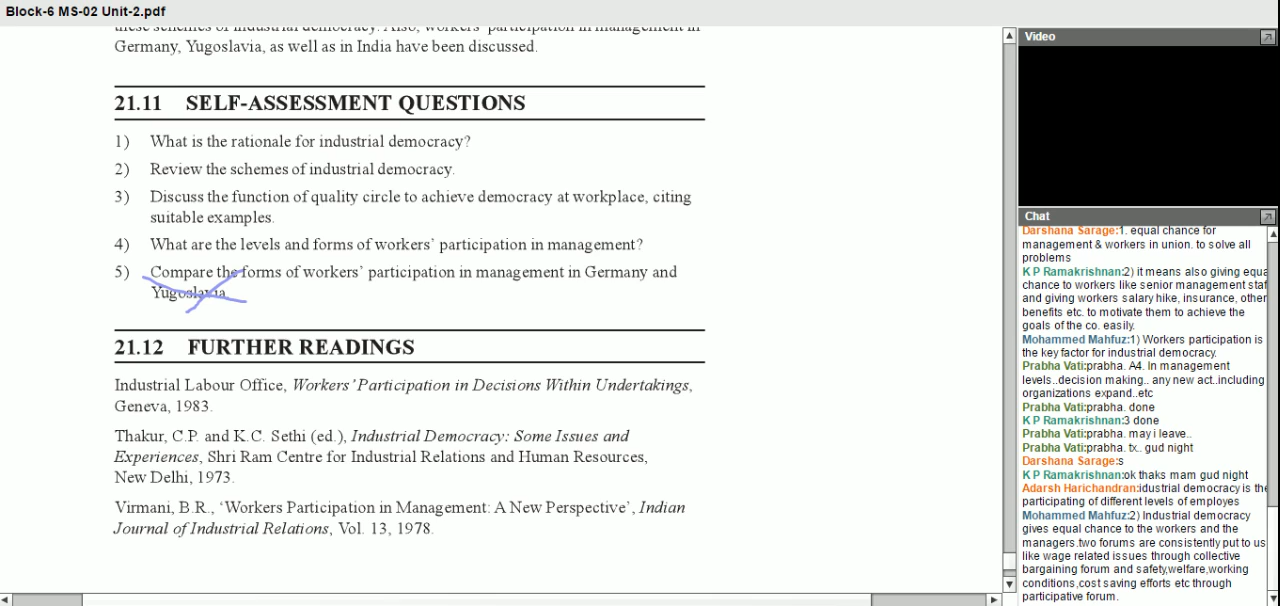 Block-6 MS-02 Unit-2.pdf
these schemes of industrial democracy. Also, workers' participation in management in
Germany, Yugoslavia, as well as in India have been discussed.
21.11 SELF-ASSESSMENT QUESTIONS
1) What is the rationale for industrial democracy?
2) Review the schemes of industrial democracy.
3) Discuss the function of quality circle to achieve democracy at workplace, citing
suitable examples.
4) What are the levels and forms of workers' participation in management?
5) Compare the forms of workers' participation in management in Germany and
Yugoslavia.
21.12 FURTHER READINGS
Industrial Labour Office, Workers' Participation in Decisions Within Undertakings,
Geneva, 1983.
Thakur, C.P. and K.C. Sethi (ed.), Industrial Democracy: Some Issues and
Experiences, Shri Ram Centre for Industrial Relations and Human Resources,
New Delhi, 1973.
Virmani, B.R., 'Workers Participation in Management: A New Perspective', Indian
Journal of Industrial Relations, Vol. 13, 1978.
Video
Chat
Darshana Sarage:1. equal chance for
management & workers in union. to solve all
problems
K P Ramakrishnan:2) it means also giving equa
chance to workers like senior management staf
and giving workers salary hike, insurance, other
benefits etc. to motivate them to achieve the
goals of the co. easily.
Mohammed Mahfuz:1) Workers participation is
the key factor for industrial democracy.
Prabha Vati:prabha. A4. In management
levels..decision making.. any new act..including
organizations expand..etc
Prabha Vati:prabha. done
K P Ramakrishnan:3 done
Prabha Vati:prabha. may i leave..
Prabha Vati:prabha. tx.. gud night
Darshana Sarage:s
K P Ramakrishnan:ok thaks mam gud night
Adarsh Harichandran:idustrial democracy is the
participating of different levels of employes
Mohammed Mahfuz:2) Industrial democracy
gives equal chance to the workers and the
managers.two forums are consistently put to us
like wage related issues through collective
bargaining forum and safety,welfare,working
conditions,cost saving efforts etc through
participative forum.